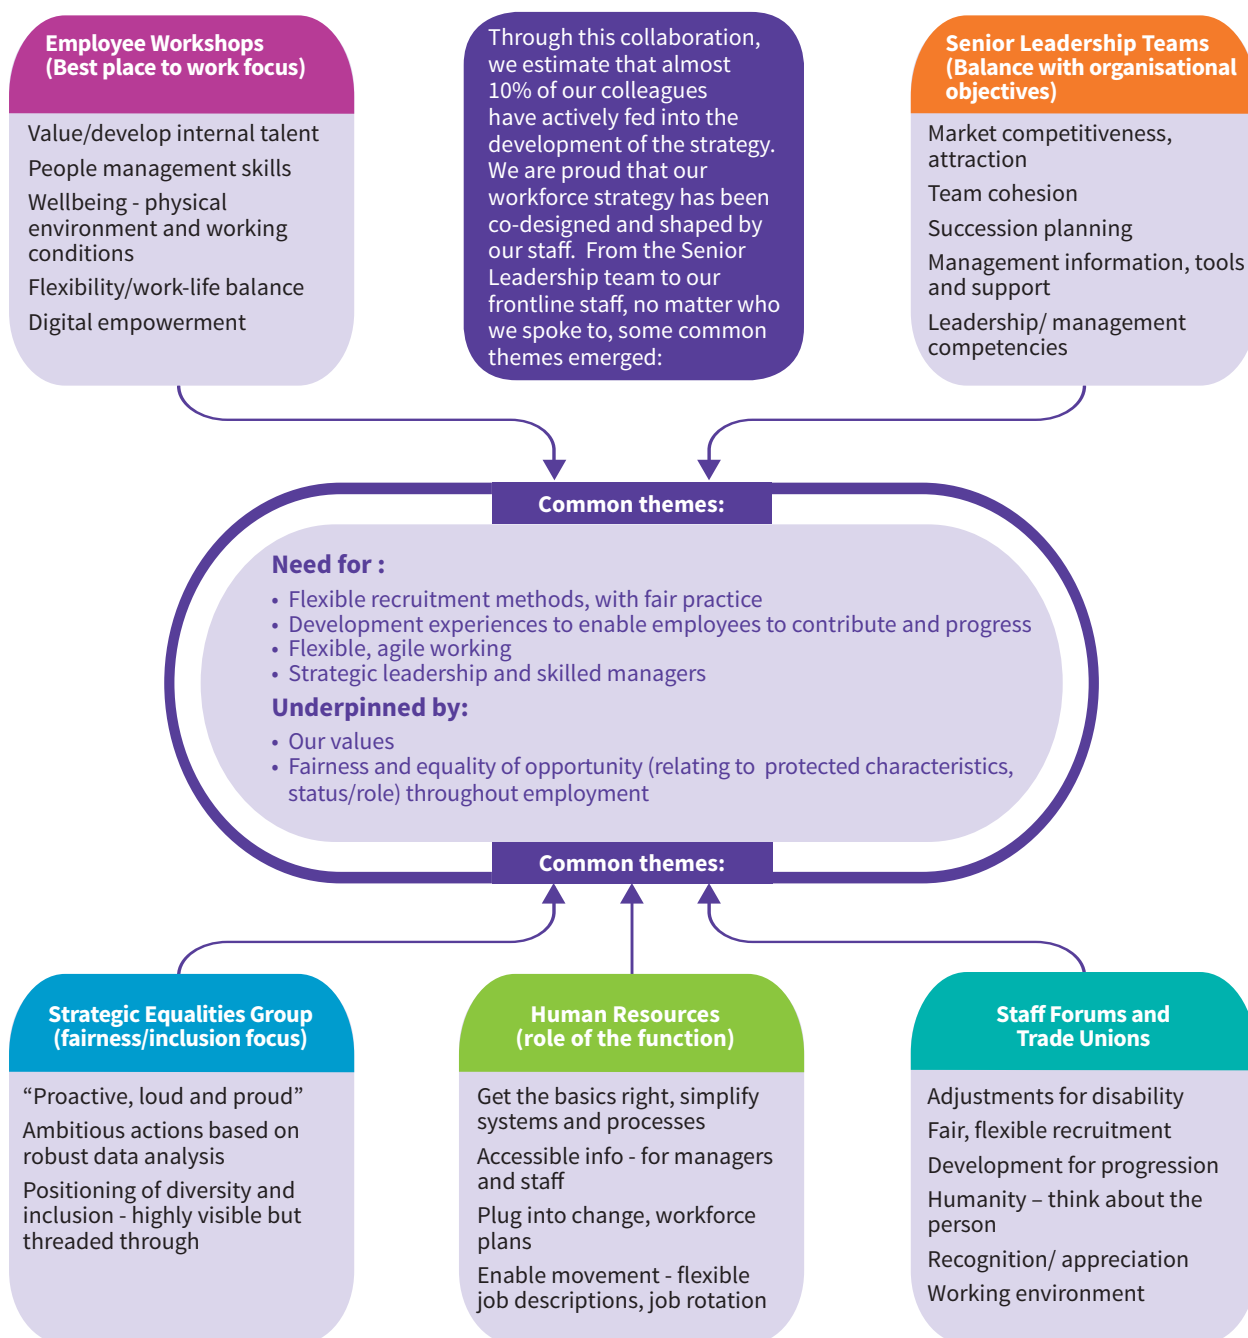 Employee Workshops
(Best place to work focus)
Value/develop internal talent
People management skills
Wellbeing - physical
environment and working
conditions
Flexibility/work-life balance
Digital empowerment
Through this collaboration,
we estimate that almost
10% of our colleagues
have actively fed into the
development of the strategy.
We are proud that our
workforce strategy has been
co-designed and shaped by
our staff.  From the Senior
Leadership team to our
frontline staff, no matter who
we spoke to, some common
themes emerged:
Senior Leadership Teams
(Balance with organisational
objectives)
Market competitiveness,
attraction
Team cohesion
Succession planning
Management information, tools
and support
Leadership/ management
competencies
Common themes:
Need for :
• Flexible recruitment methods, with fair practice
• Development experiences to enable employees to contribute and progress
• Flexible, agile working
• Strategic leadership and skilled managers
Underpinned by:
• Our values
• Fairness and equality of opportunity (relating to  protected characteristics,
status/role) throughout employment
Common themes:
Strategic Equalities Group
(fairness/inclusion focus)
“Proactive, loud and proud”
Ambitious actions based on
robust data analysis
Positioning of diversity and
inclusion - highly visible but
threaded through
Human Resources
(role of the function)
Get the basics right, simplify
systems and processes
Accessible info - for managers
and staff
Plug into change, workforce
plans
Enable movement - flexible
job descriptions, job rotation
Staff Forums and
Trade Unions
Adjustments for disability
Fair, flexible recruitment
Development for progression
Humanity – think about the
person
Recognition/ appreciation
Working environment